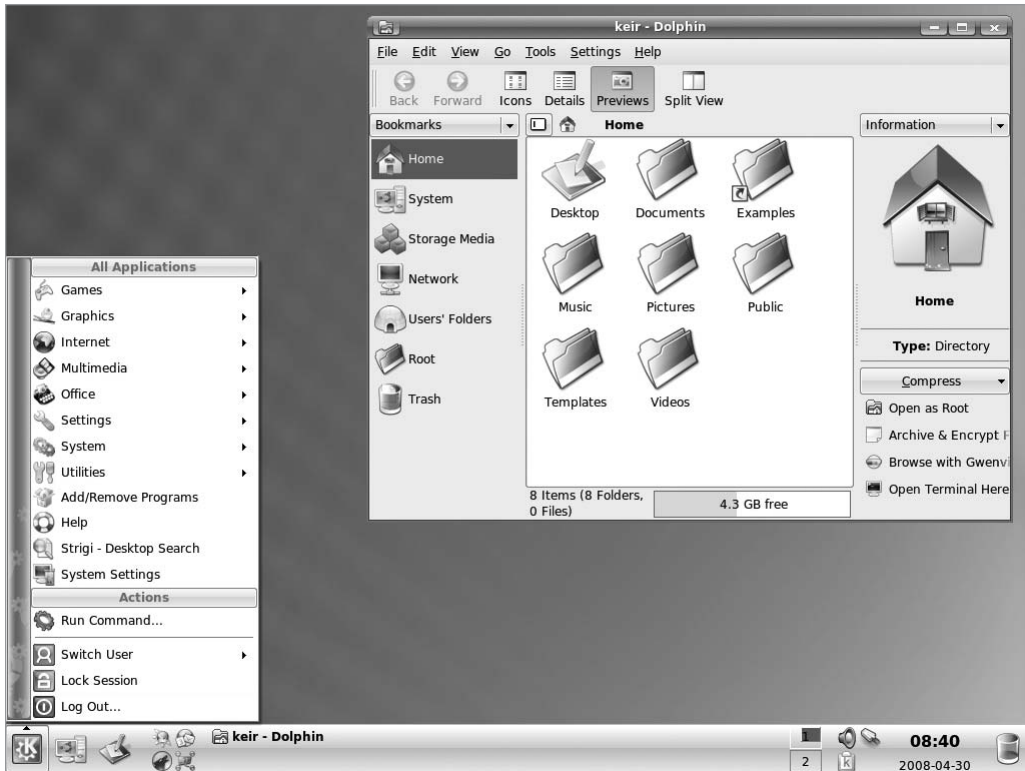 keir - Dolphin
File Edit View Go Tools Settings Help
Back Forward Icons Details Previews Split View
Bookmarks
Home
Information
Home
System
Storage Media
Network
Users' Folders
Root
Trash
Desktop Documents Examples
Music Pictures Public
Templates Videos
8 Items (8 Folders,
0 Files)
4.3 GB free
Home
Type: Directory
Compress
Open as Root
Archive & Encrypt F
Browse with Gwenvi
Open Terminal Here
All Applications
Games
Graphics
Internet
Multimedia
Office
Settings
System
Utilities
Add/Remove Programs
Help
Strigi - Desktop Search
System Settings
Actions
Run Command...
Switch User
Lock Session
Log Out...
keir - Dolphin
1
2
08:40
2008-04-30